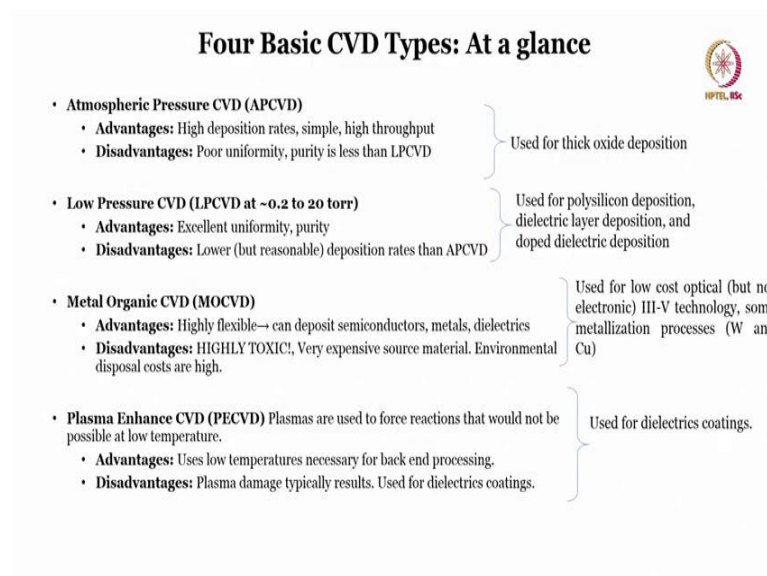 Four Basic CVD Types: At a glance
NPTEL, IISc
• Atmospheric Pressure CVD (APCVD)
• Advantages: High deposition rates, simple, high throughput
• Disadvantages: Poor uniformity, purity is less than LPCVD
Used for thick oxide deposition
• Low Pressure CVD (LPCVD at ~0.2 to 20 torr)
• Advantages: Excellent uniformity, purity
• Disadvantages: Lower (but reasonable) deposition rates than APCVD
Used for polysilicon deposition,
dielectric layer deposition, and
doped dielectric deposition
• Metal Organic CVD (MOCVD)
• Advantages: Highly flexible→ can deposit semiconductors, metals, dielectrics
• Disadvantages: HIGHLY TOXIC!, Very expensive source material. Environmental
disposal costs are high.
Used for low cost optical (but
electronic) III-V technology,
metallization processes (W
Cu)
• Plasma Enhance CVD (PECVD) Plasmas are used to force reactions that would not be
possible at low temperature.
• Advantages: Uses low temperatures necessary for back end processing.
• Disadvantages: Plasma damage typically results. Used for dielectrics coatings.
Used for dielectrics coatings.